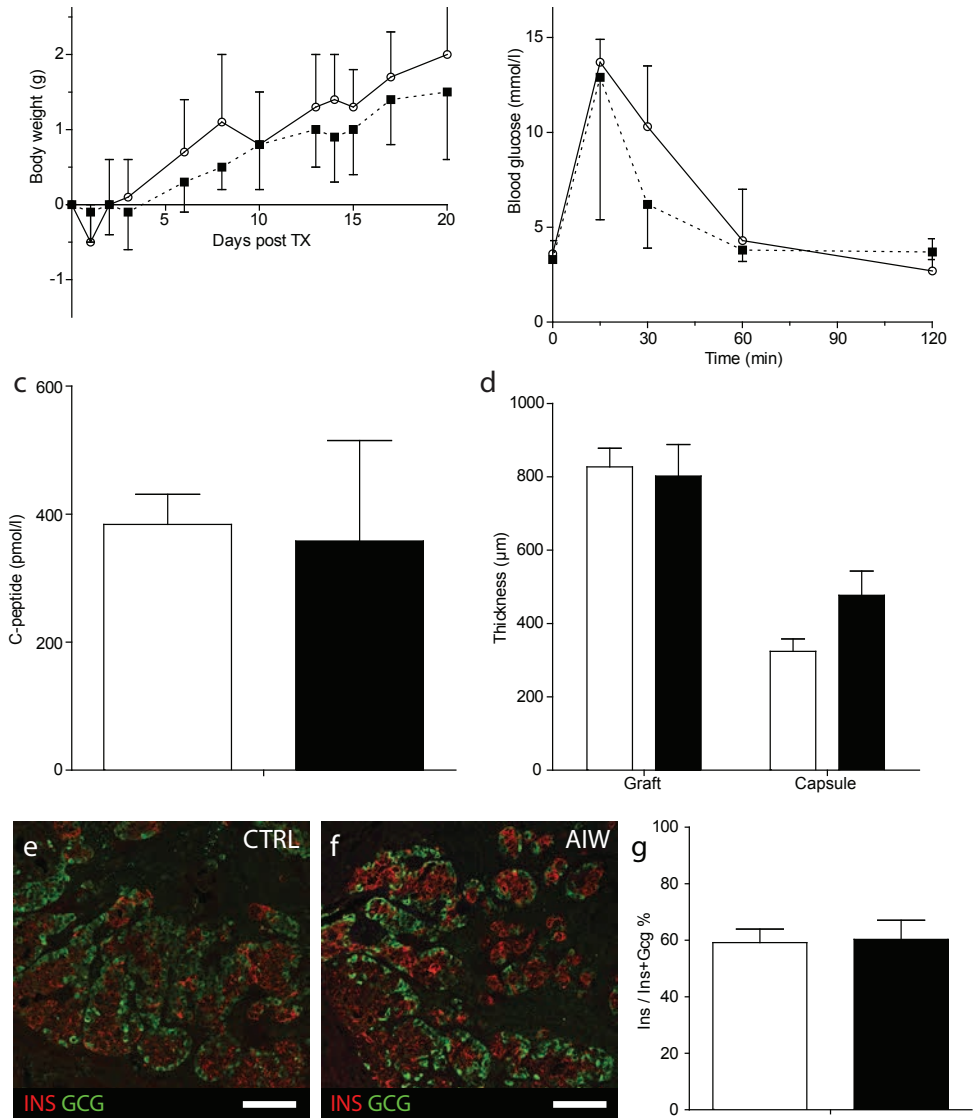 2
1
0
-1
5
10
15
20
Body weight (g)
Days post TX
15
10
5
0
0
30
60
90
120
Blood glucose (mmol/l)
Time (min)
c
600
400
200
0
C-peptide (pmol/l)
d
1000
800
600
400
200
0
Thickness (µm)
Graft
Capsule
e
CTRL
INS GCG
f
AIW
INS GCG
g
100
80
60
40
20
0
Ins / Ins+Gcg %